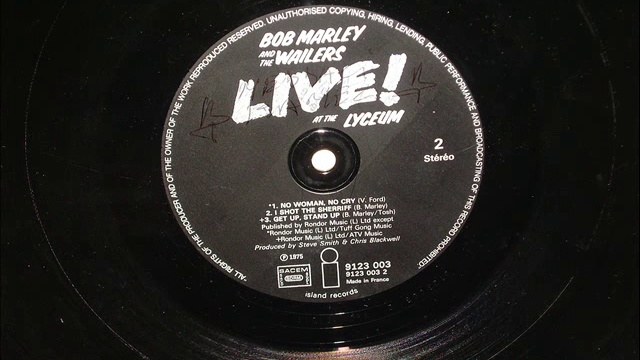 "ALL RIGHTS OF THE PRODUCER AND OF THE OWNER OF THE WORK REPRODUCED RESERVED. UNAUTHORISED COPYING, HIRING, LENDING, PUBLIC PERFORMANCE AND BROADCASTING OF THIS RECORD PROHIBITED."
BOB MARLEY
AND THE WAILERS
LIVE!
AT THE LYCEUM
2
Stéréo
*1. NO WOMAN, NO CRY (V. Ford)
2. I SHOT THE SHERRIFF (B. Marley)
+3. GET UP, STAND UP (B. Marley/Tosh)
Published by Rondor Music (L) Ltd except
*Rondor Music (L) Ltd/Tuff Gong Music
+Rondor Music (L) Ltd/ATV Music
Produced by Steve Smith & Chris Blackwell
℗ 1975
SACEM
9123 003
9123 003 2
Made in France
island records